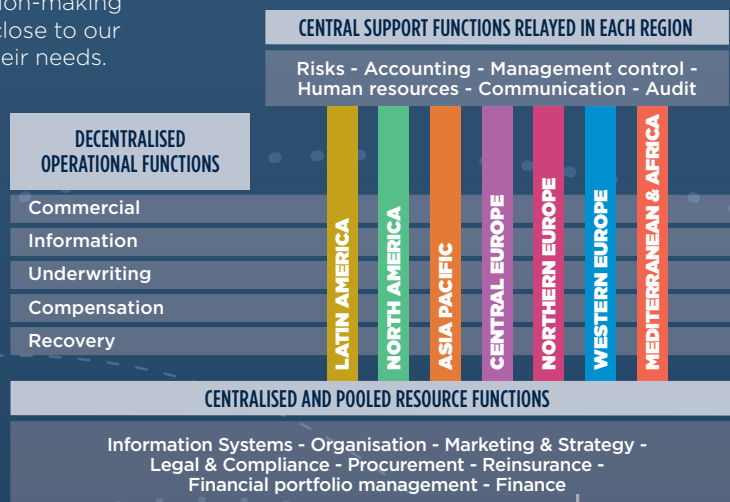 on-making
close to our
eir needs.
CENTRAL SUPPORT FUNCTIONS RELAYED IN EACH REGION
Risks - Accounting - Management control -
Human resources - Communication - Audit
DECENTRALISED
OPERATIONAL FUNCTIONS
Commercial
Information
Underwriting
Compensation
Recovery
LATIN AMERICA
NORTH AMERICA
ASIA PACIFIC
CENTRAL EUROPE
NORTHERN EUROPE
WESTERN EUROPE
MEDITERRANEAN & AFRICA
CENTRALISED AND POOLED RESOURCE FUNCTIONS
Information Systems - Organisation - Marketing & Strategy -
Legal & Compliance - Procurement - Reinsurance -
Financial portfolio management - Finance